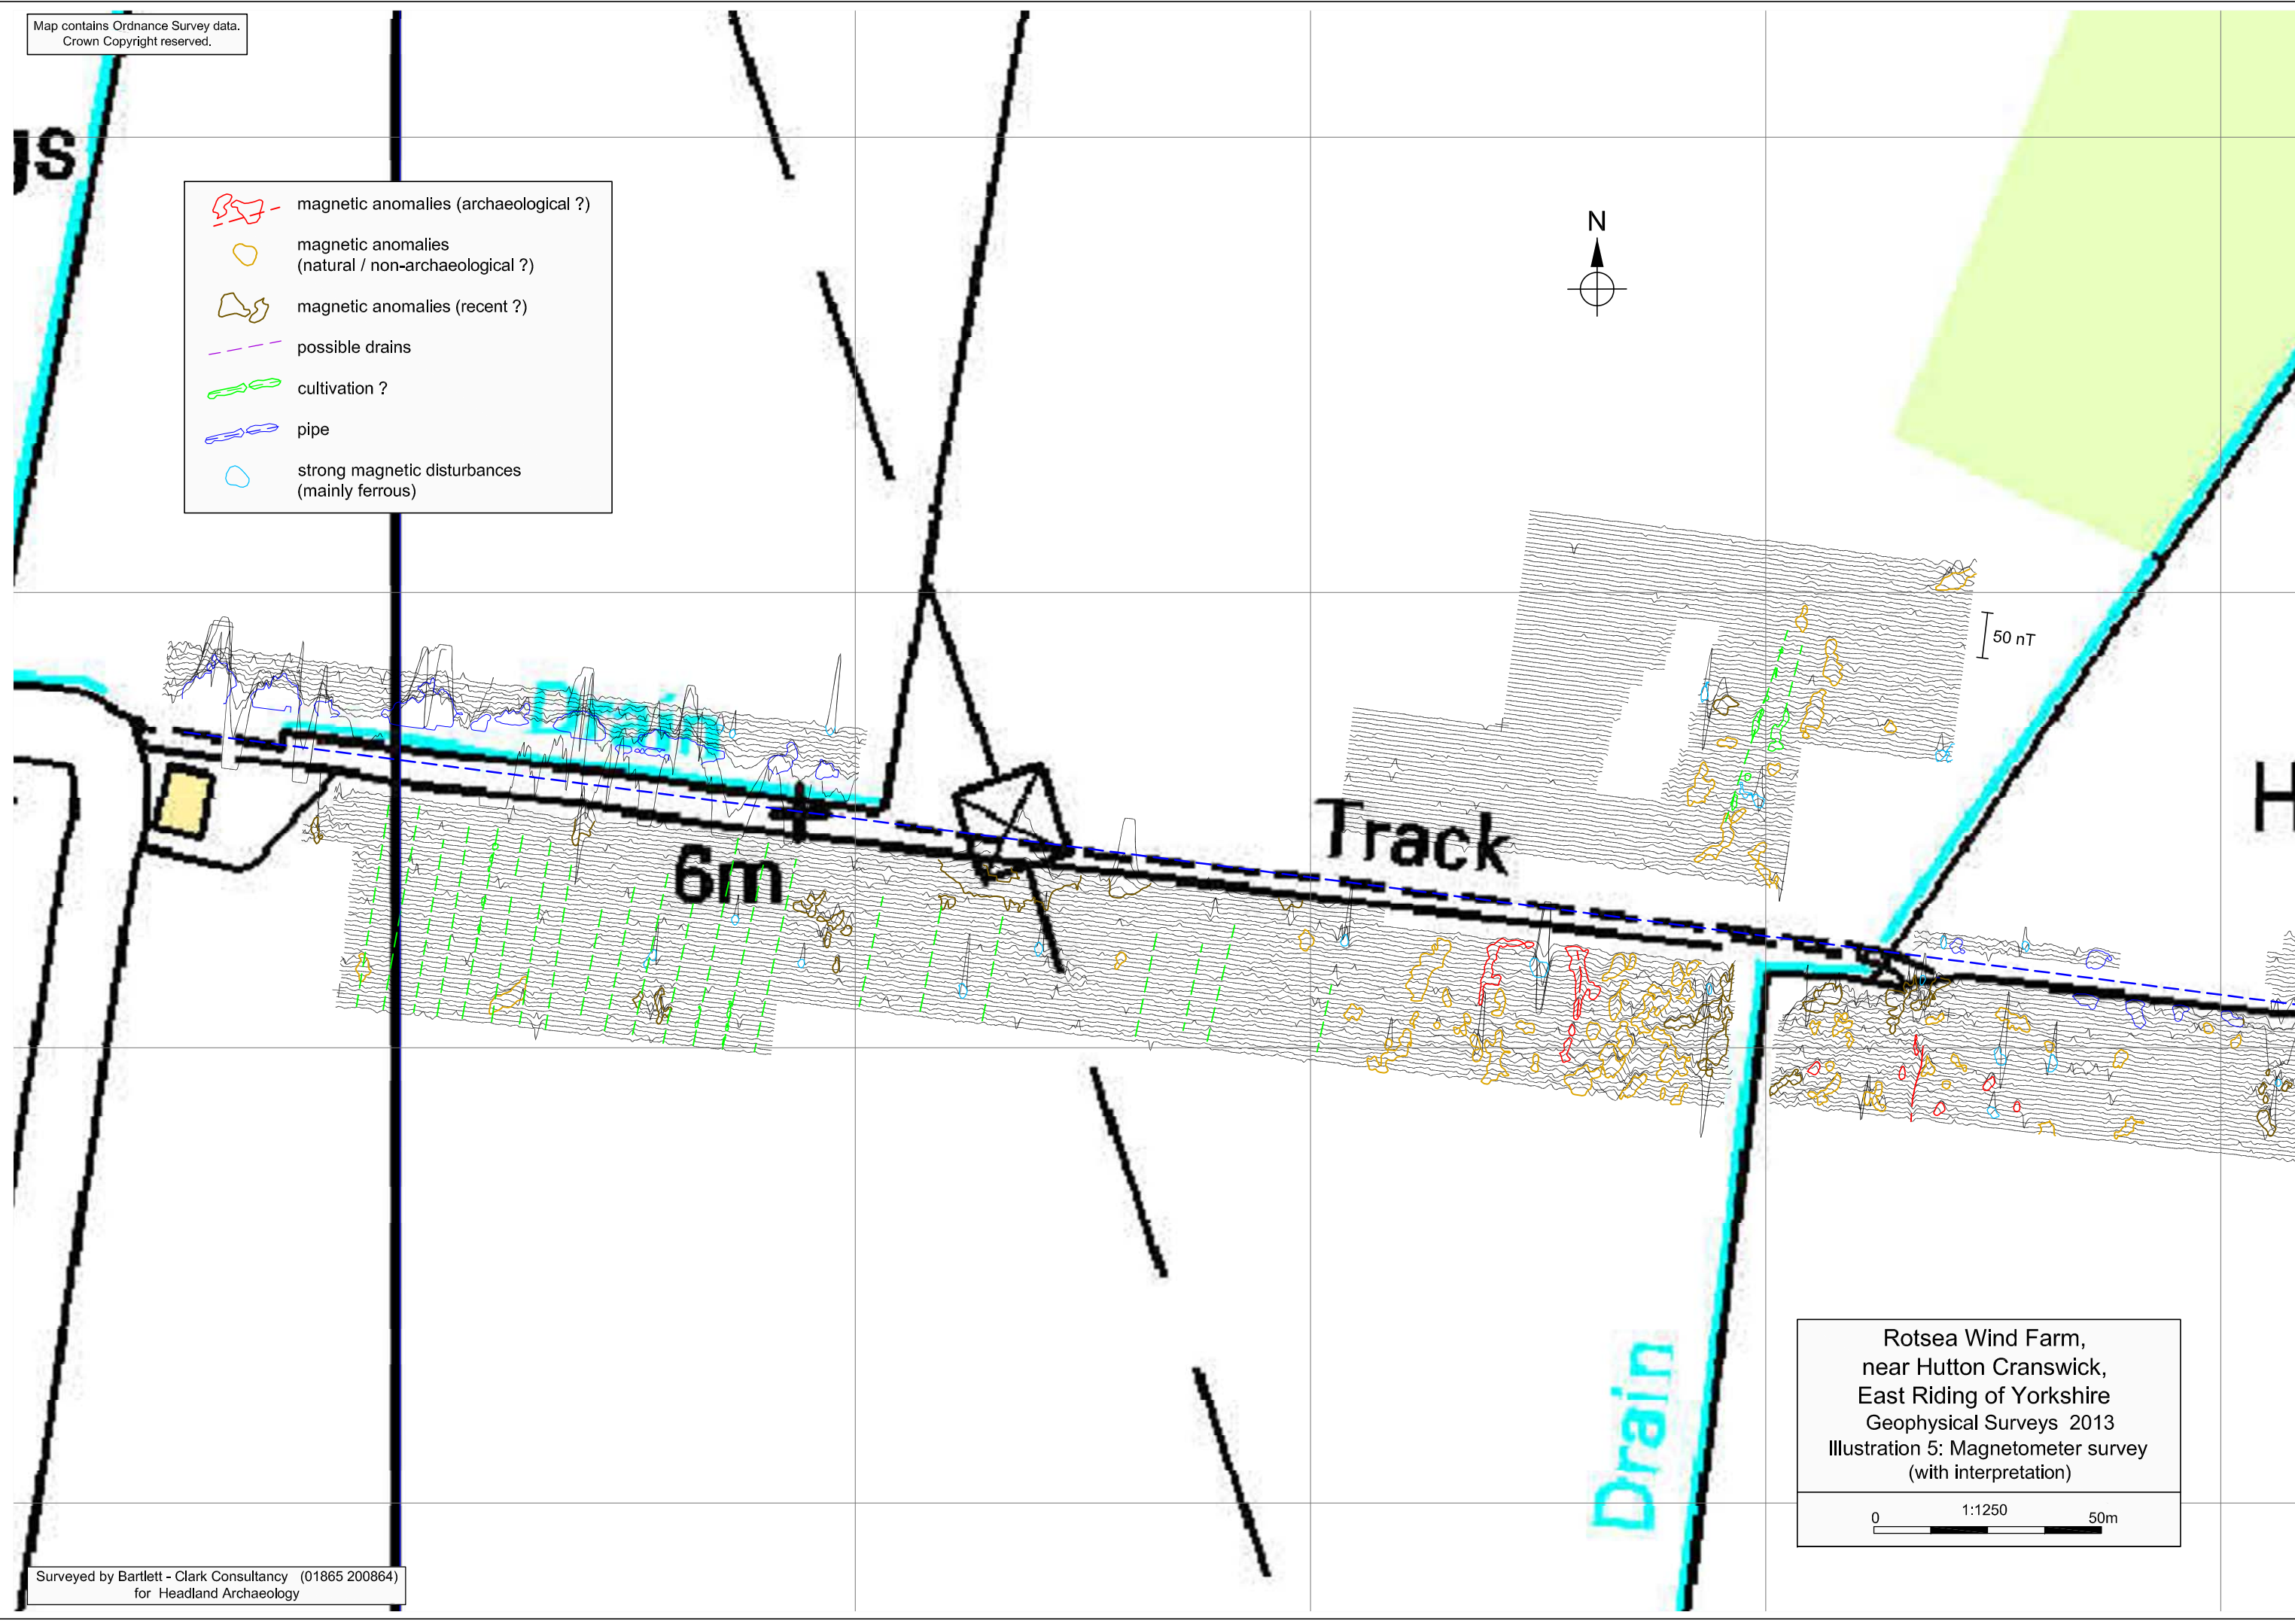 Map contains Ordnance Survey data.
Crown Copyright reserved.
gs
magnetic anomalies (archaeological ?)
magnetic anomalies
(natural / non-archaeological ?)
magnetic anomalies (recent ?)
possible drains
cultivation ?
pipe
strong magnetic disturbances
(mainly ferrous)
N
50 nT
Drain
H
Track
6m
Drain
Rotsea Wind Farm,
near Hutton Cranswick,
East Riding of Yorkshire
Geophysical Surveys 2013
Illustration 5: Magnetometer survey
(with interpretation)
1:1250
0 50m
Surveyed by Bartlett - Clark Consultancy (01865 200864)
for Headland Archaeology